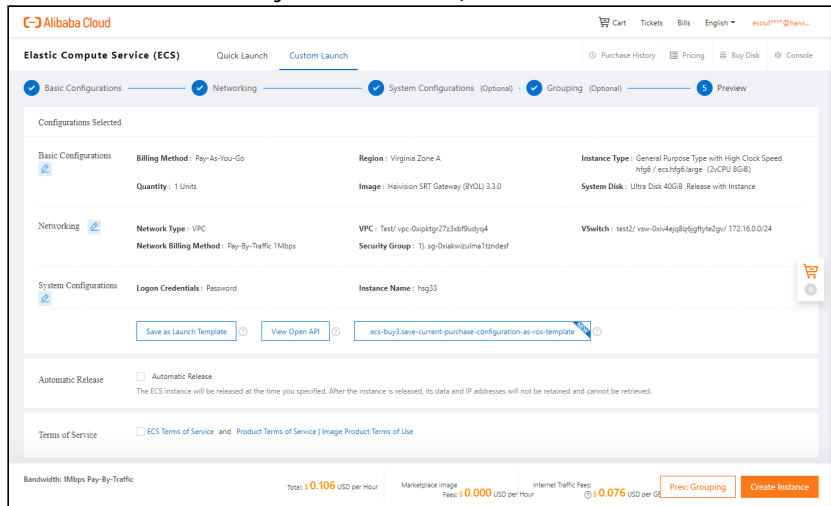 (-) Alibaba Cloud
Cart Tickets Bills English esout****@haivi...
Elastic Compute Service (ECS) Quick Launch Custom Launch Purchase History Pricing Buy Disk Console
Basic Configurations Networking System Configurations (Optional) Grouping (Optional) 5 Preview
Configurations Selected
Basic Configurations
Billing Method : Pay-As-You-Go
Region : Virginia Zone A
Instance Type : General Purpose Type with High Clock Speed
hfg6 / ecs.hfg6.large (2vCPU 8GiB)
Quantity : 1 Units
Image : Haivision SRT Gateway (BYOL) 3.3.0
System Disk : Ultra Disk 40GiB ,Release with Instance
Networking
Network Type : VPC
VPC : Test/ vpc-0xipktgr27z3xbf9udyq4
VSwitch : test2/ vsw-0xiv4ejq8q6jgftyte2gv/ 172.16.0.0/24
Network Billing Method : Pay-By-Traffic 1Mbps
Security Group : 1). sg-0xiakwizulma1tzndesf
System Configurations
Logon Credentials : Password
Instance Name : hsg33
0
Save as Launch Template View Open API ecs-buy3.save-current-purchase-configuration-as-ros-template NEW
Automatic Release
Automatic Release
The ECS instance will be released at the time you specified. After the instance is released, its data and IP addresses will not be retained and cannot be retrieved.
Terms of Service
ECS Terms of Service and Product Terms of Service | Image Product Terms of Use
Bandwidth: 1Mbps Pay-By-Traffic
Total: $ 0.106 USD per Hour
Marketplace Image
Fees: $ 0.000 USD per Hour
Internet Traffic Fees:
$ 0.076 USD per GB
Prev: Grouping
Create Instance